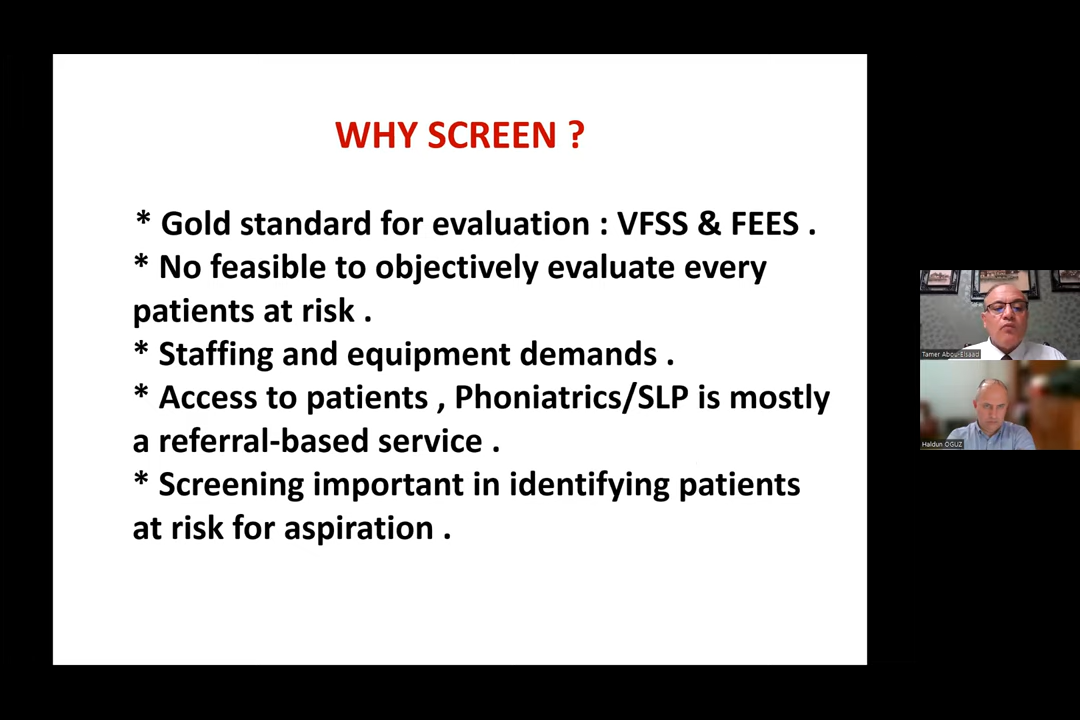 WHY SCREEN ?
* Gold standard for evaluation : VFSS & FEES .
* No feasible to objectively evaluate every
patients at risk .
* Staffing and equipment demands .
* Access to patients , Phoniatrics/SLP is mostly
a referral-based service .
* Screening important in identifying patients
at risk for aspiration .
Tamer Abou-Elsaad
Haldun OGUZ